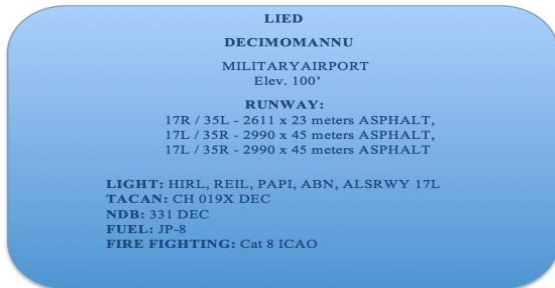 LIED
DECIMOMANNU
MILITARYAIRPORT
Elev. 100’
RUNWAY:
17R / 35L - 2611 x 23 meters ASPHALT,
17L / 35R - 2990 x 45 meters ASPHALT,
17L / 35R - 2990 x 45 meters ASPHALT
LIGHT: HIRL, REIL, PAPI, ABN, ALSRWY 17L
TACAN: CH 019X DEC
NDB: 331 DEC
FUEL: JP-8
FIRE FIGHTING: Cat 8 ICAO